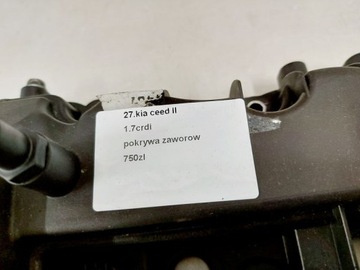 27.kia ceed II
1.7crdi
pokrywa zaworow
750zl